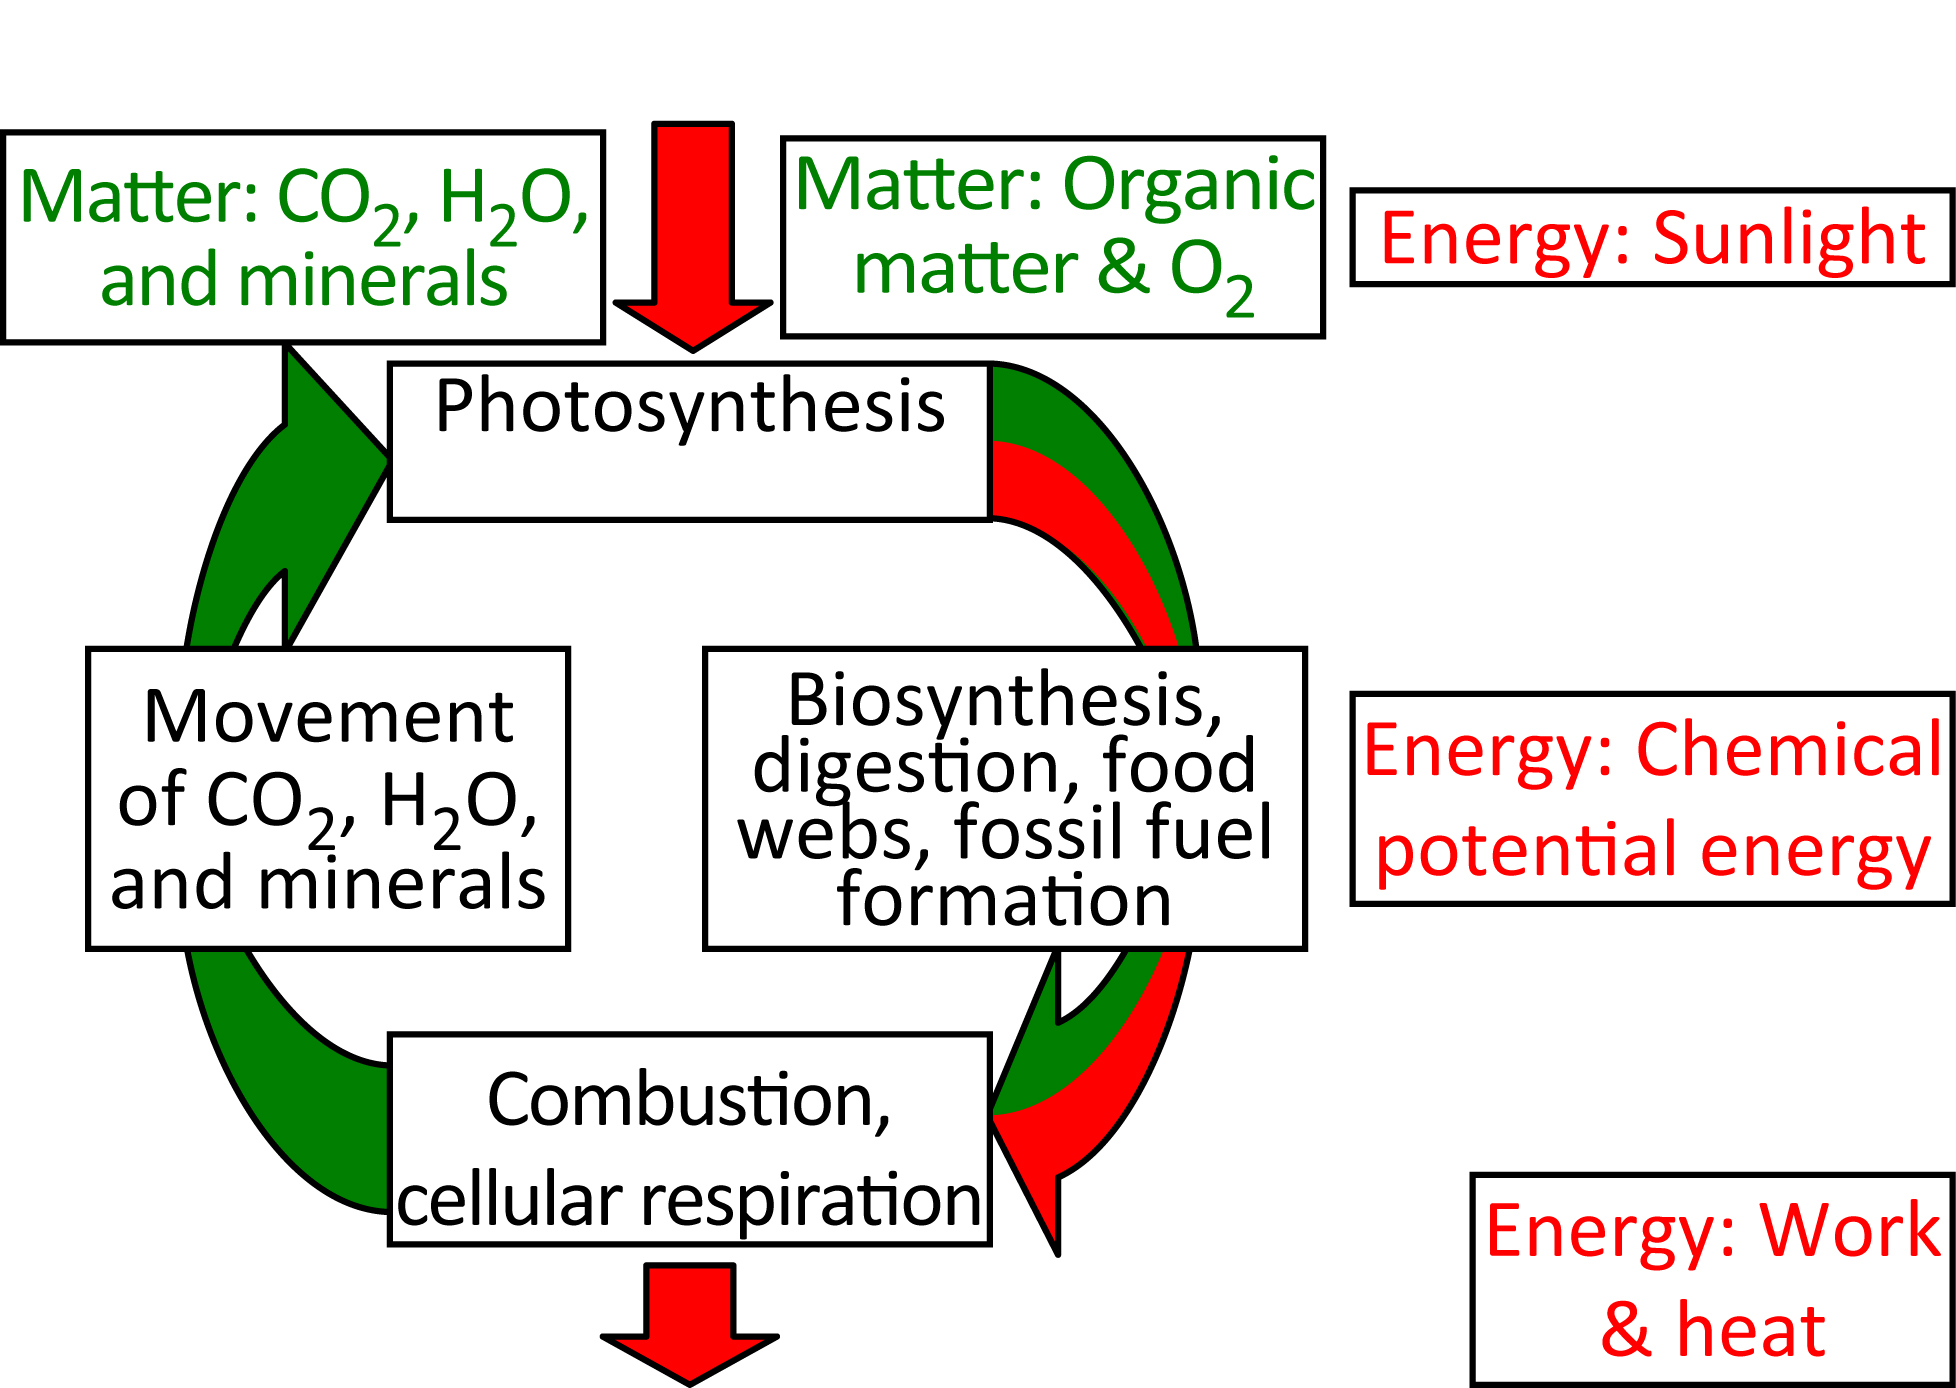 Matter: CO2, H2O,
and minerals
Matter: Organic
matter & O2
Energy: Sunlight
Photosynthesis
Movement
of CO2, H2O,
and minerals
Biosynthesis,
digestion, food
webs, fossil fuel
formation
Energy: Chemical
potential energy
Combustion,
cellular respiration
Energy: Work
& heat